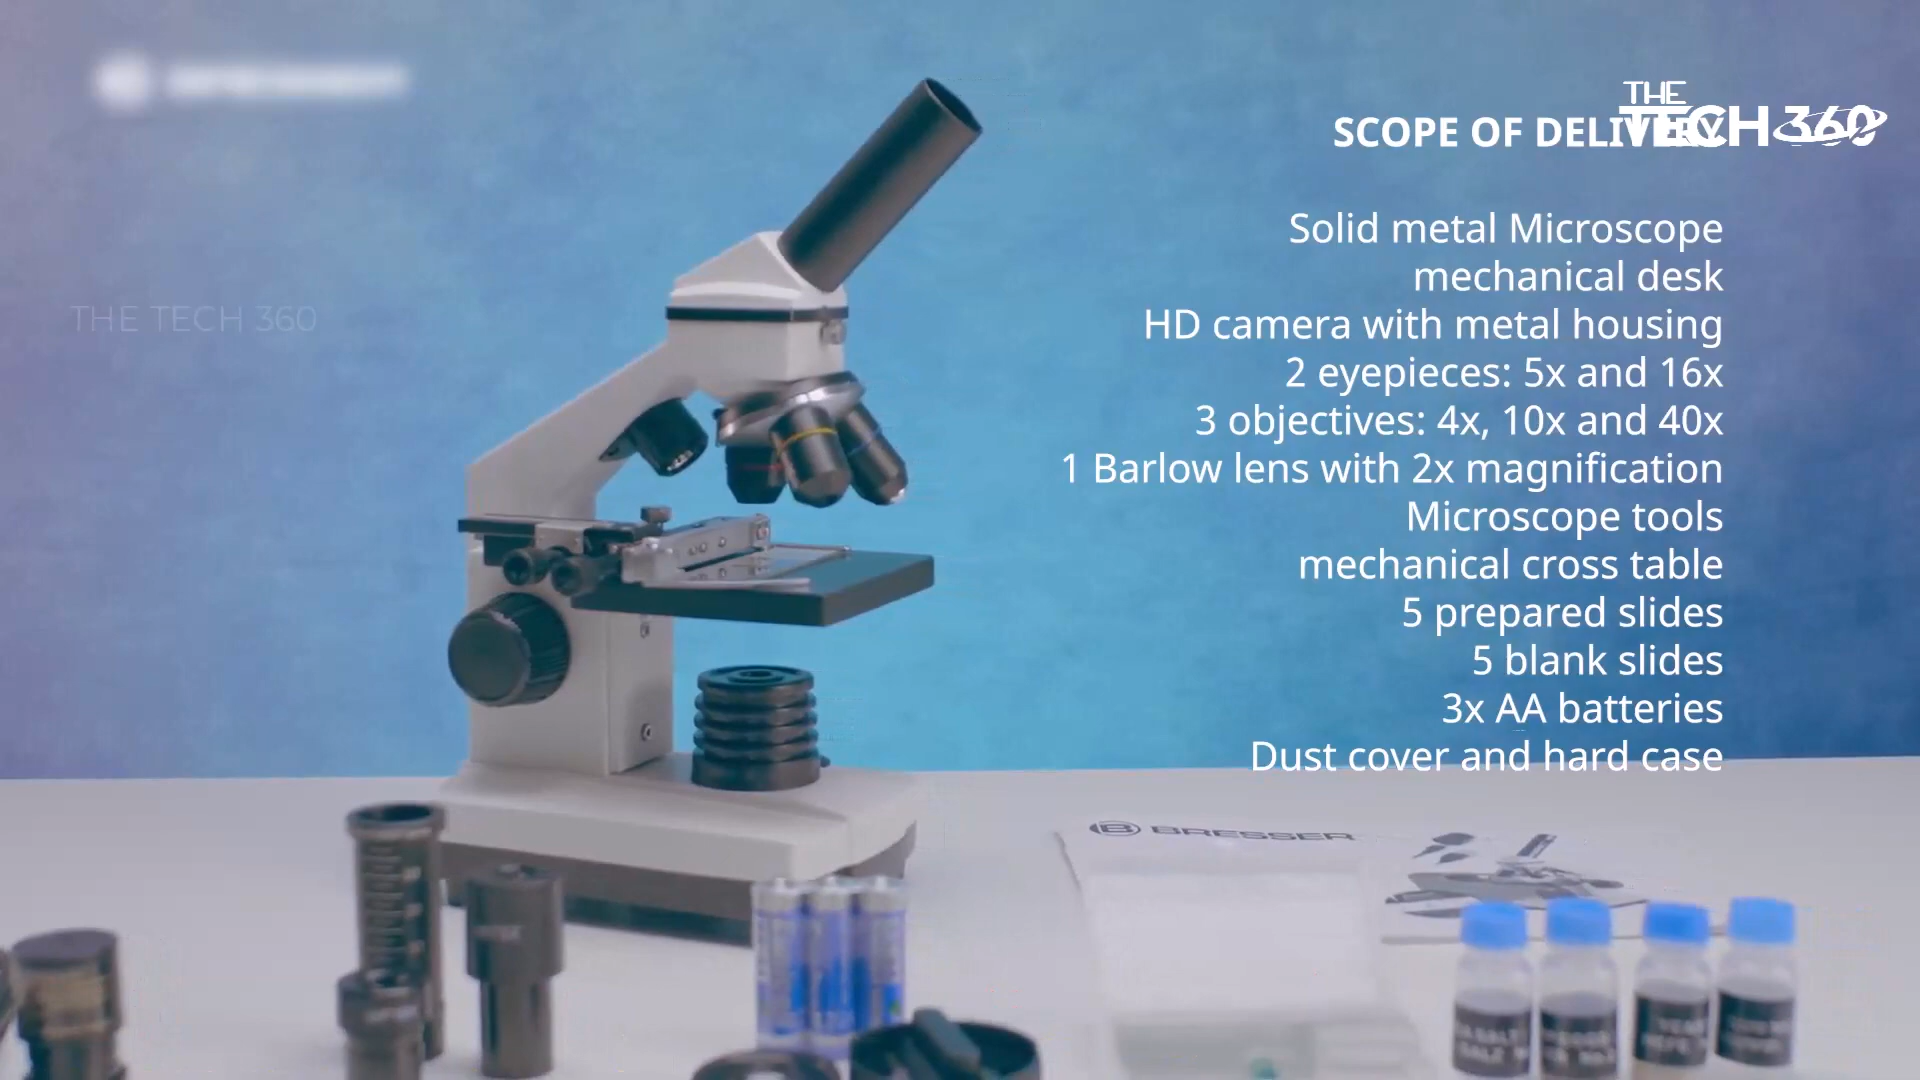 THE
TECH 360
SCOPE OF DELIVERY
THE TECH 360
Solid metal Microscope
mechanical desk
HD camera with metal housing
2 eyepieces: 5x and 16x
3 objectives: 4x, 10x and 40x
1 Barlow lens with 2x magnification
Microscope tools
mechanical cross table
5 prepared slides
5 blank slides
3x AA batteries
Dust cover and hard case
B BRESSER